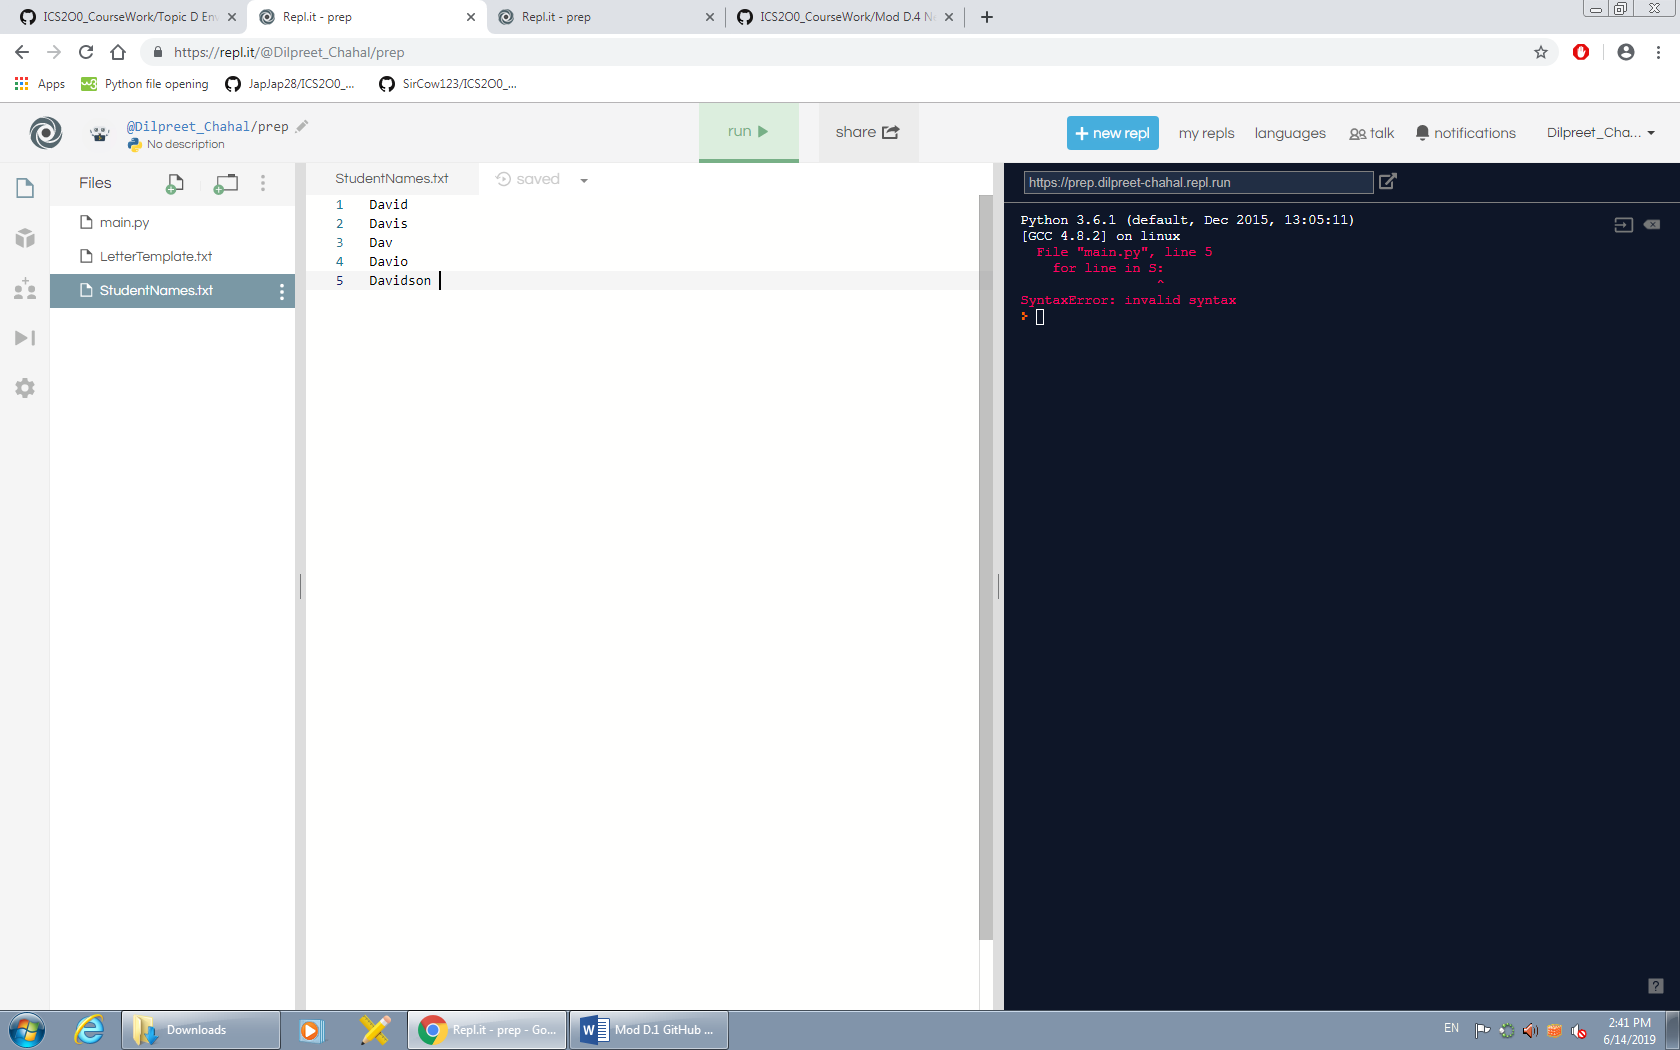 ICS2O0_CourseWork/Topic D En
Repl.it - prep
Repl.it - prep
ICS2O0_CourseWork/Mod D.4 N
https://repl.it/@Dilpreet_Chahal/prep
Apps
Python file opening
JapJap28/ICS2O0_...
SirCow123/ICS2O0_...
@Dilpreet_Chahal/prep
No description
run
share
+ new repl
my repls
languages
talk
notifications
Dilpreet_Cha...
Files
main.py
LetterTemplate.txt
StudentNames.txt
StudentNames.txt
saved
1 David
2 Davis
3 Dav
4 Davio
5 Davidson
https://prep.dilpreet-chahal.repl.run
Python 3.6.1 (default, Dec 2015, 13:05:11)
[GCC 4.8.2] on linux
File "main.py", line 5
for line in S:
^
SyntaxError: invalid syntax
?
Downloads
Repl.it - prep - Go...
Mod D.1 GitHub ...
EN
2:41 PM
6/14/2019